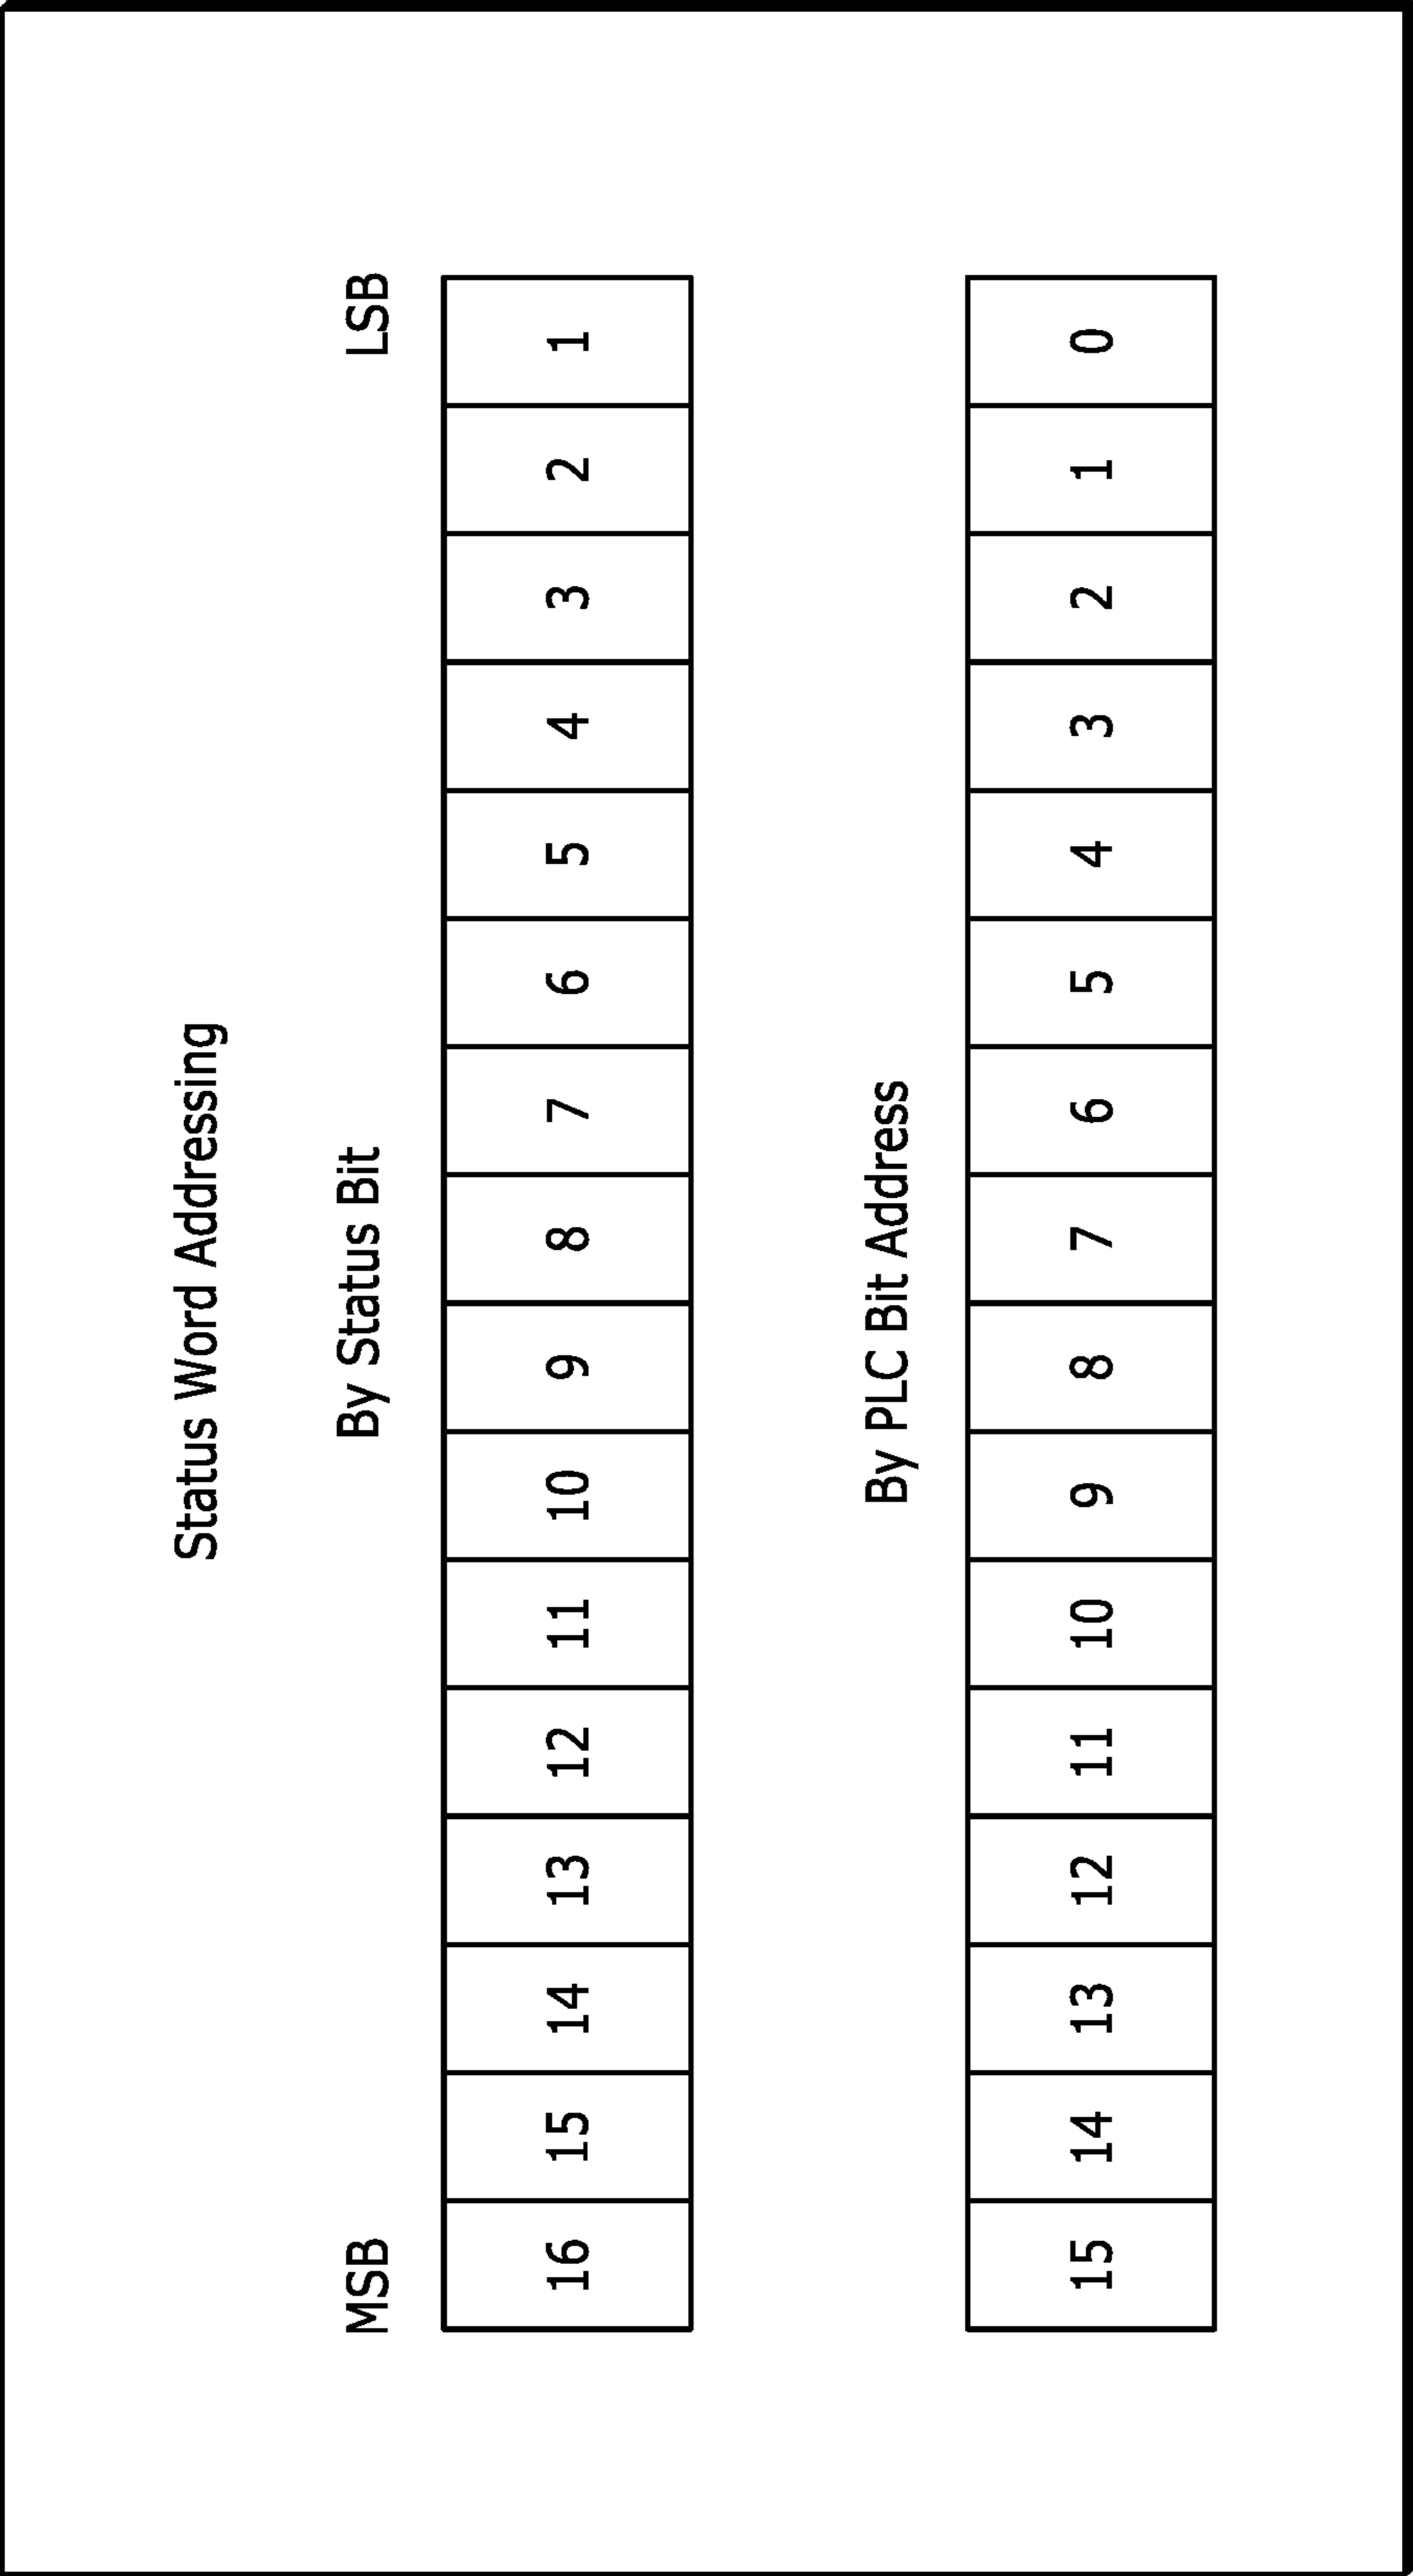 Status Word Addressing
By Status Bit
MSB LSB
16 15 14 13 12 11 10 9 8 7 6 5 4 3 2 1
By PLC Bit Address
15 14 13 12 11 10 9 8 7 6 5 4 3 2 1 0